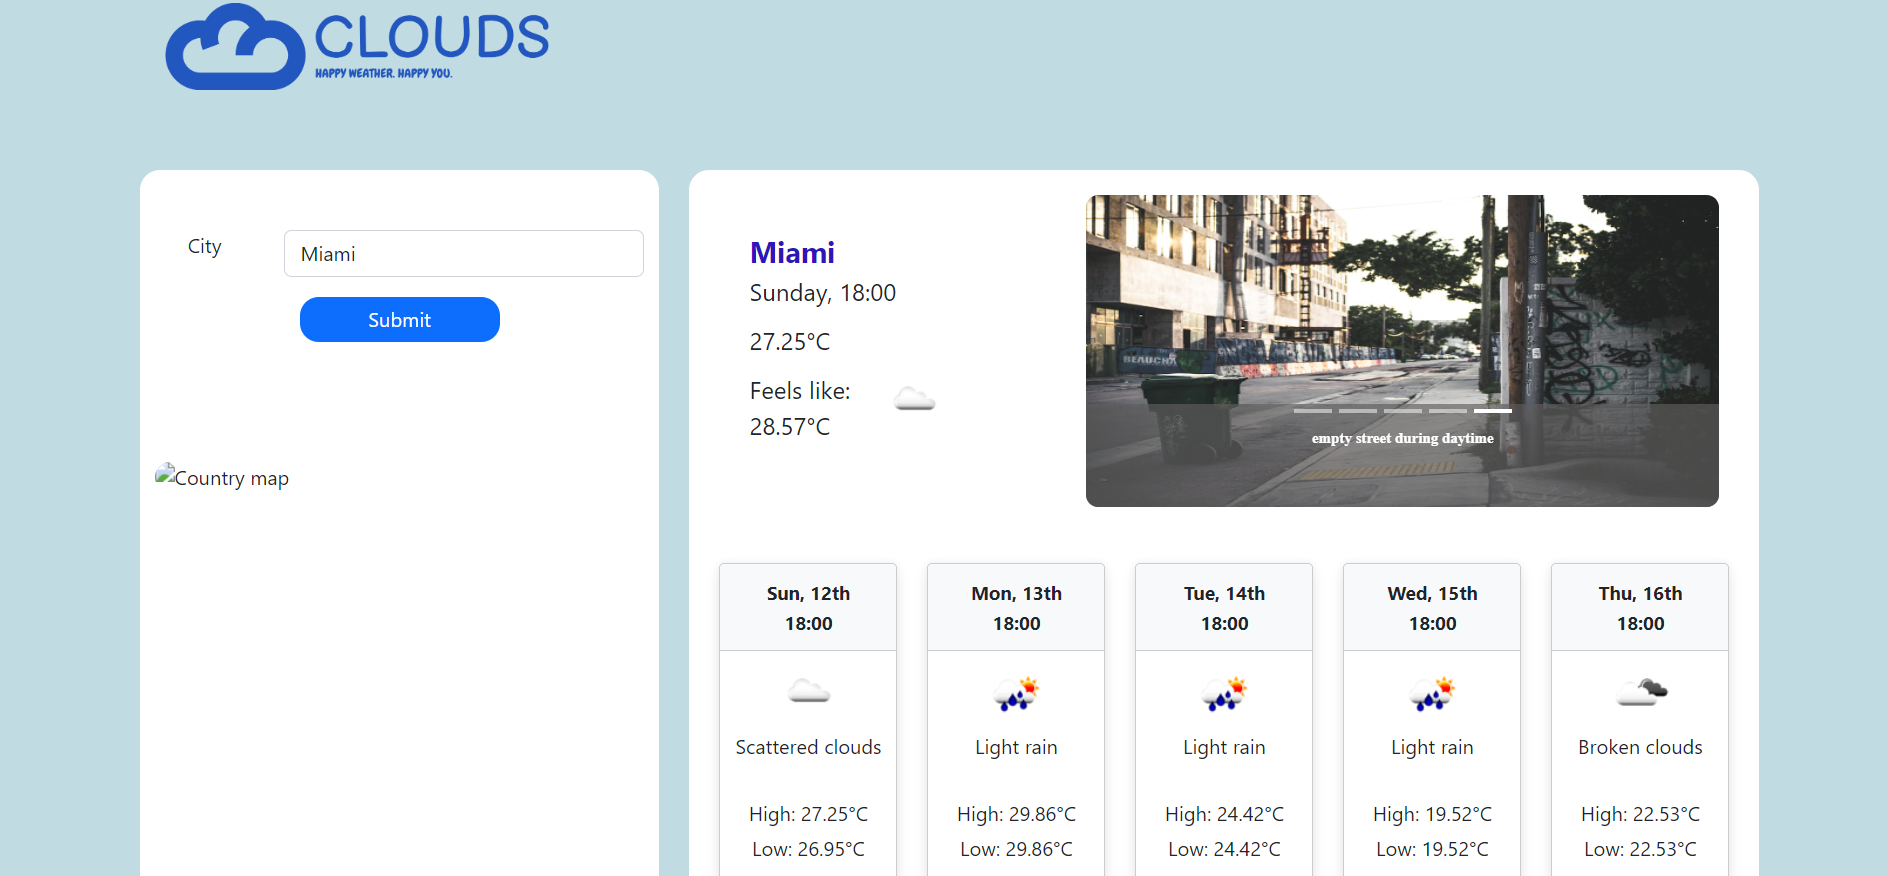 CLOUDS
HAPPY WEATHER. HAPPY YOU.
City
Miami
Submit
Country map
Miami
Sunday, 18:00
27.25°C
Feels like:
28.57°C
BEAUCHA
empty street during daytime
Sun, 12th
18:00
Scattered clouds
High: 27.25°C
Low: 26.95°C
Mon, 13th
18:00
Light rain
High: 29.86°C
Low: 29.86°C
Tue, 14th
18:00
Light rain
High: 24.42°C
Low: 24.42°C
Wed, 15th
18:00
Light rain
High: 19.52°C
Low: 19.52°C
Thu, 16th
18:00
Broken clouds
High: 22.53°C
Low: 22.53°C